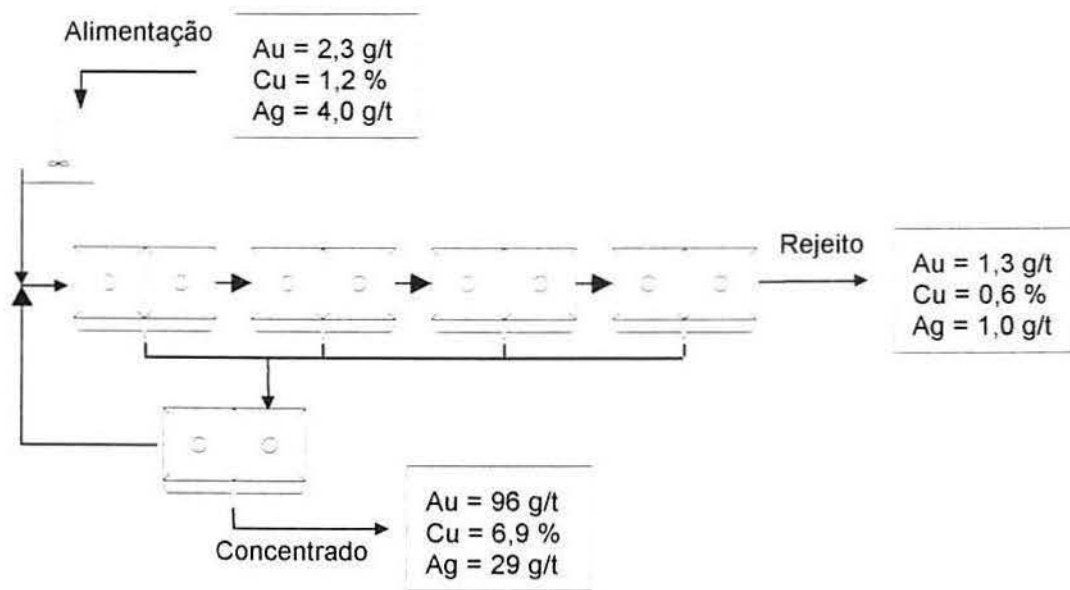 Alimentação
Au = 2,3 g/t
Cu = 1,2 %
Ag = 4,0 g/t
Rejeito
Au = 1,3 g/t
Cu = 0,6 %
Ag = 1,0 g/t
Au = 96 g/t
Cu = 6,9 %
Ag = 29 g/t
Concentrado